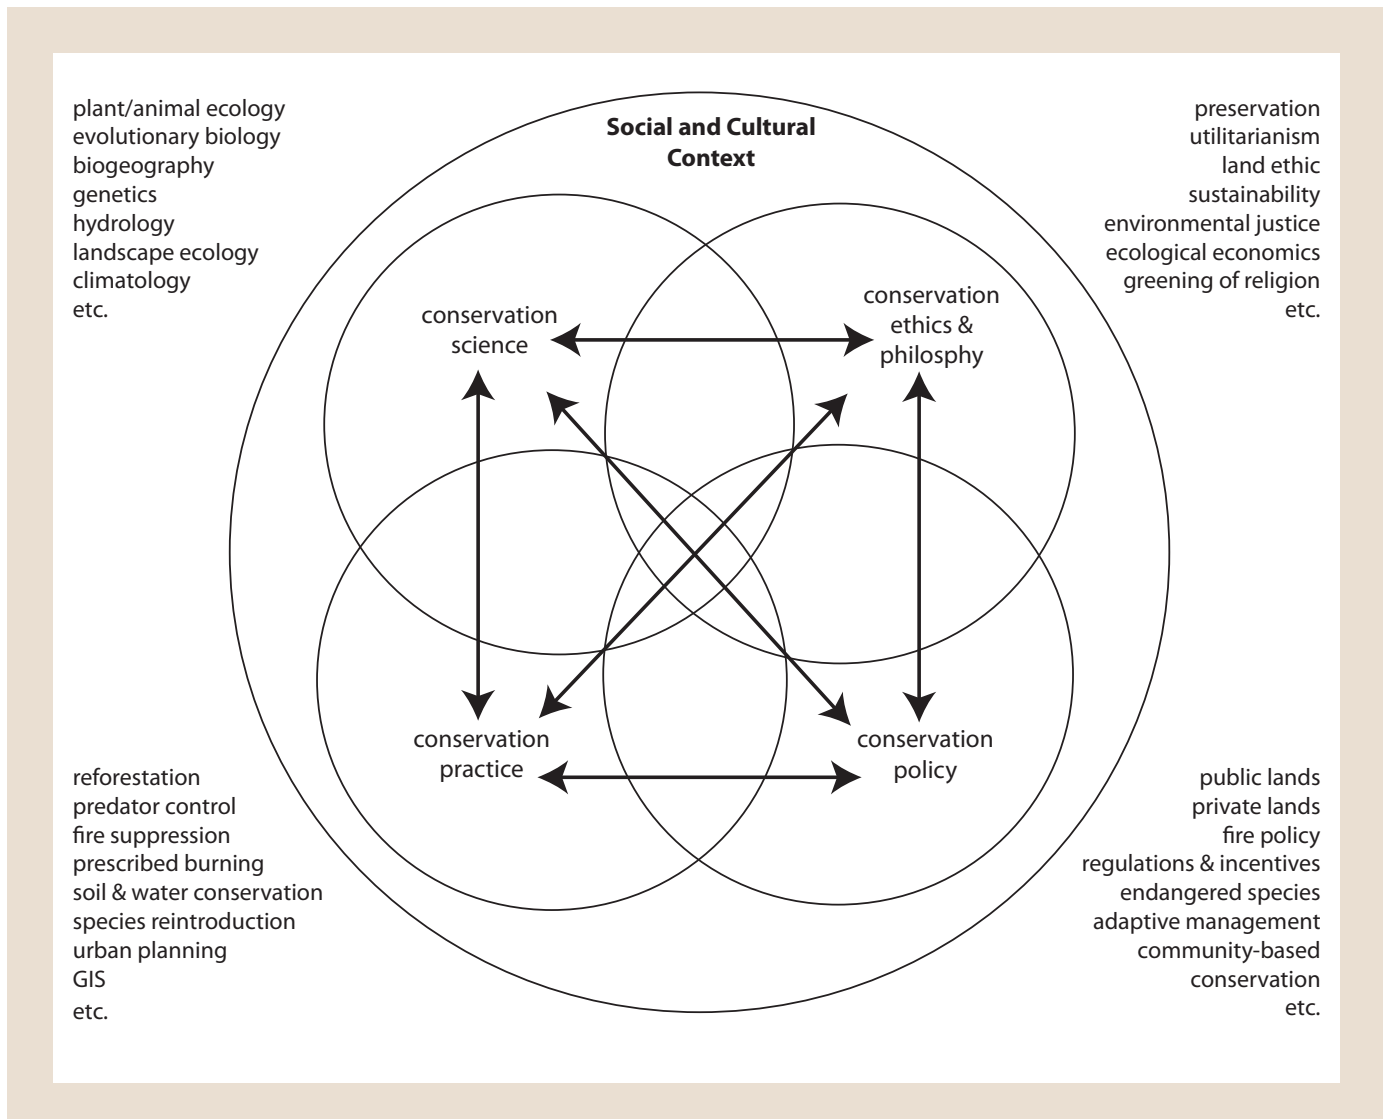 plant/animal ecology
evolutionary biology
biogeography
genetics
hydrology
landscape ecology
climatology
etc.
Social and Cultural
Context
preservation
utilitarianism
land ethic
sustainability
environmental justice
ecological economics
greening of religion
etc.
conservation
science
conservation
ethics &
philosphy
conservation
practice
conservation
policy
reforestation
predator control
fire suppression
prescribed burning
soil & water conservation
species reintroduction
urban planning
GIS
etc.
public lands
private lands
fire policy
regulations & incentives
endangered species
adaptive management
community-based
conservation
etc.